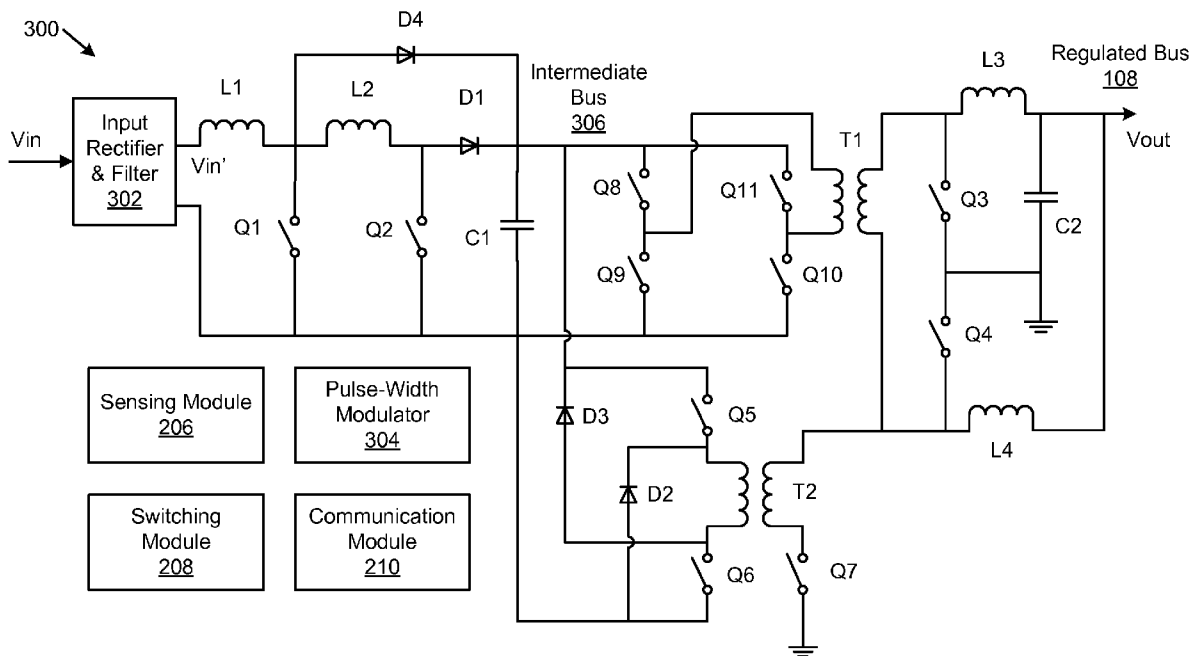 300
D4
L1
L2
D1
Intermediate
Bus
306
L3
Regulated Bus
108
Input
Rectifier
& Filter
302
Vin
Vin'
Vout
T1
Q8
Q11
Q3
Q1
Q2
C1
C2
Q9
Q10
Q4
Sensing Module
206
Pulse-Width
Modulator
304
D3
Q5
L4
D2
T2
Switching
Module
208
Communication
Module
210
Q6
Q7